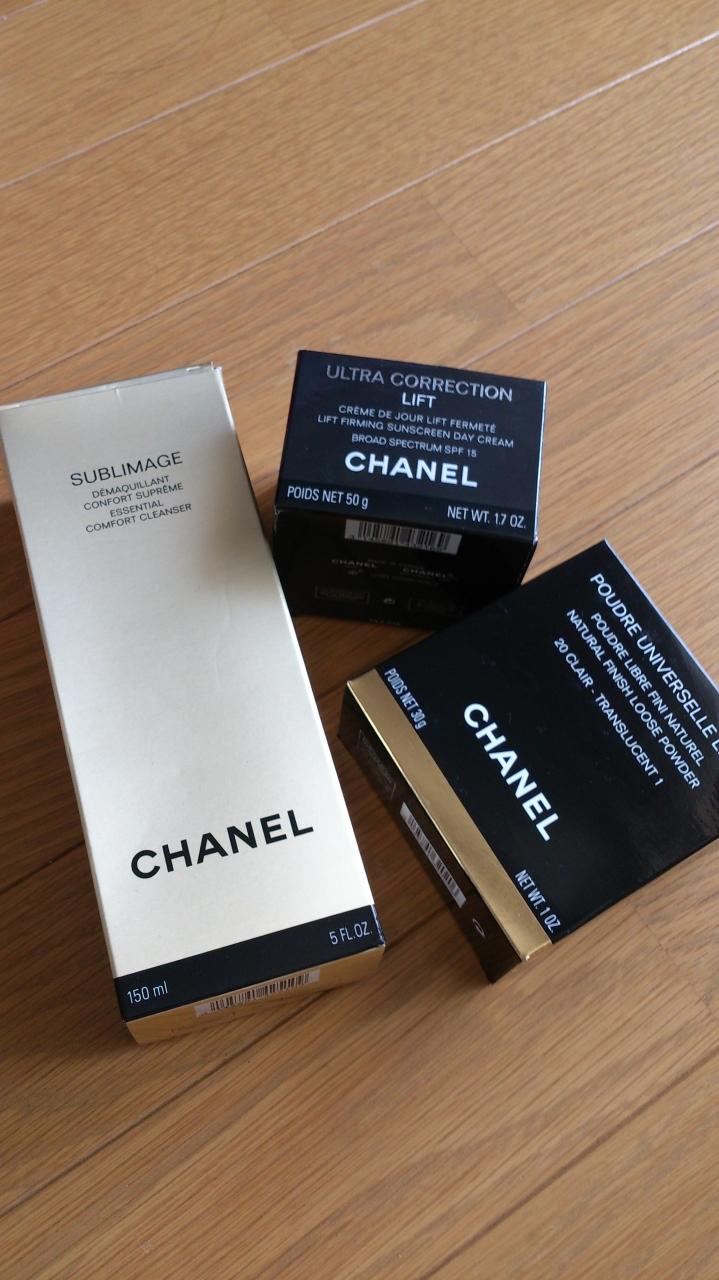 SUBLIMAGE
DÉMAQUILLANT
CONFORT SUPRÊME
ESSENTIAL
COMFORT CLEANSER
CHANEL
150 ml
5 FL.OZ.
ULTRA CORRECTION
LIFT
CRÈME DE JOUR LIFT FERMETÉ
LIFT FIRMING SUNSCREEN DAY CREAM
BROAD SPECTRUM SPF 15
CHANEL
POIDS NET 50 g
NET WT. 1.7 OZ.
CHANEL
CHANEL
POUDRE UNIVERSELLE
POUDRE LIBRE FINI NATUREL
NATURAL FINISH LOOSE POWDER
20 CLAIR - TRANSLUCENT 1
CHANEL
POIDS NET 30 g
NET WT. 1 OZ.